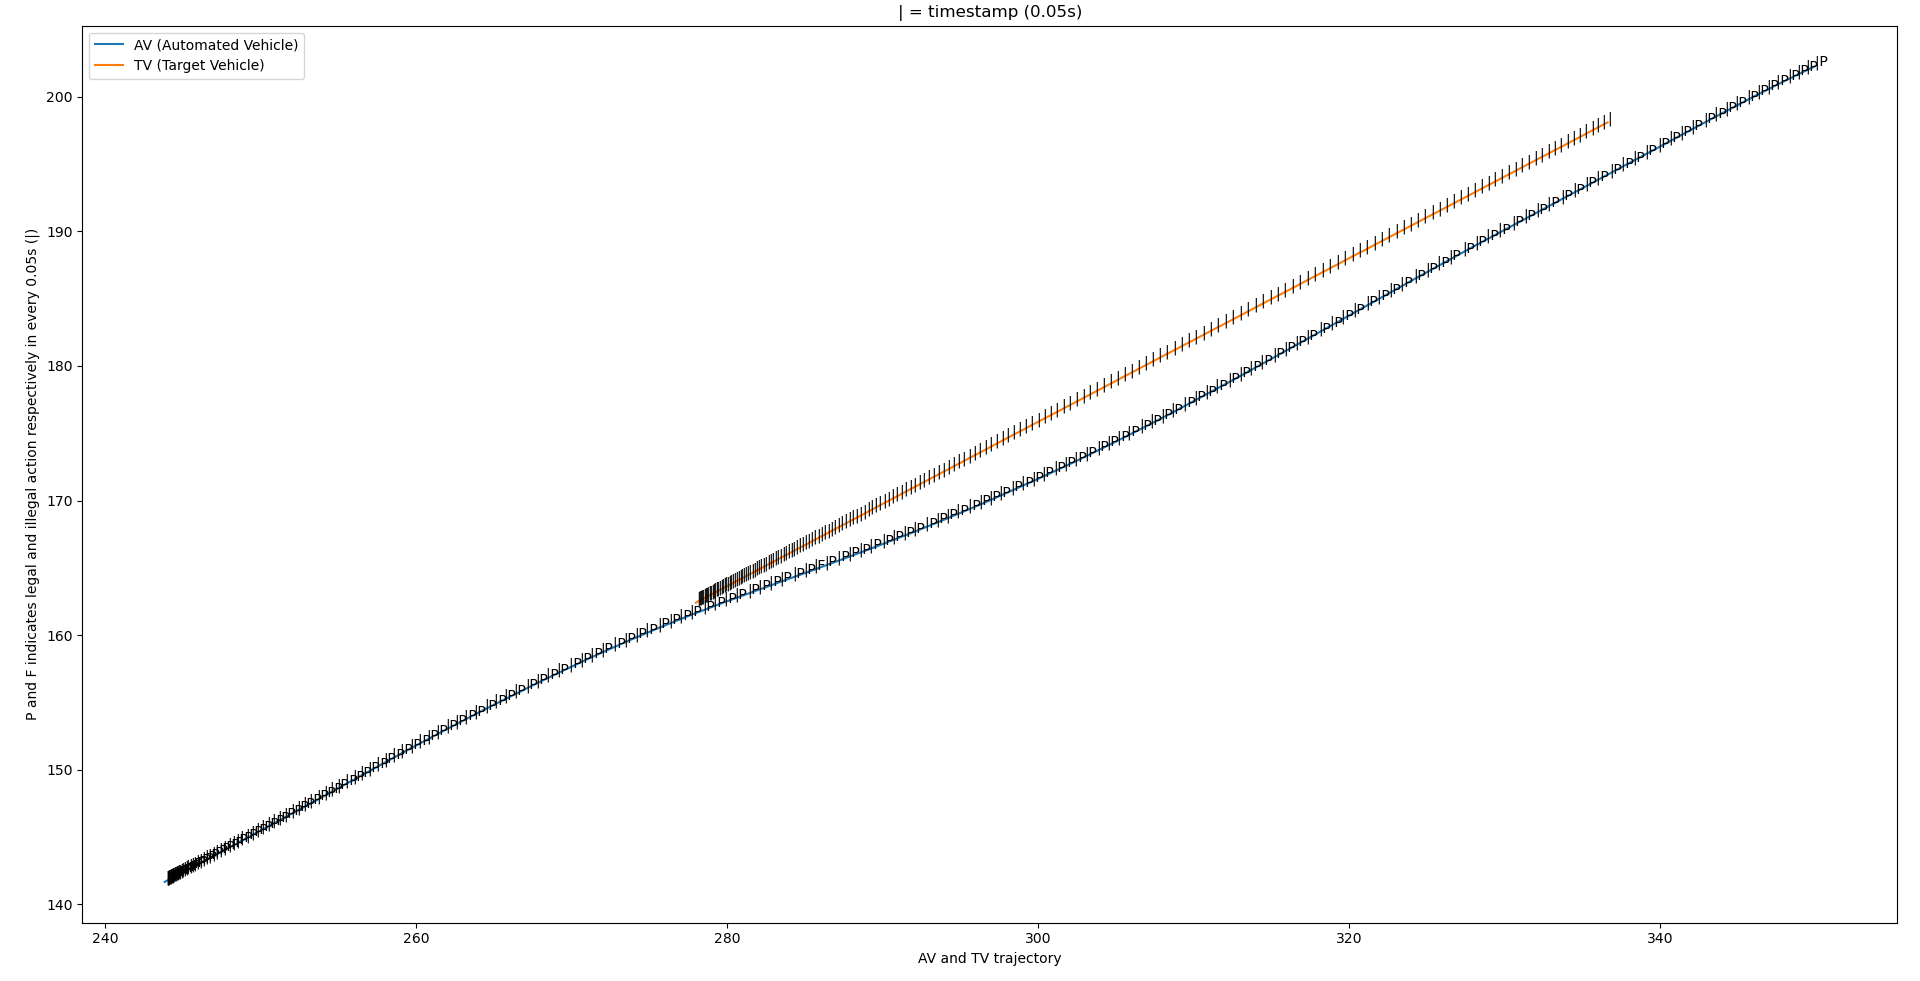 | = timestamp (0.05s)
AV (Automated Vehicle)
TV (Target Vehicle)
P and F indicates legal and illegal action respectively in every 0.05s (|)
200
190
180
170
160
150
140
240
260
280
300
320
340
AV and TV trajectory